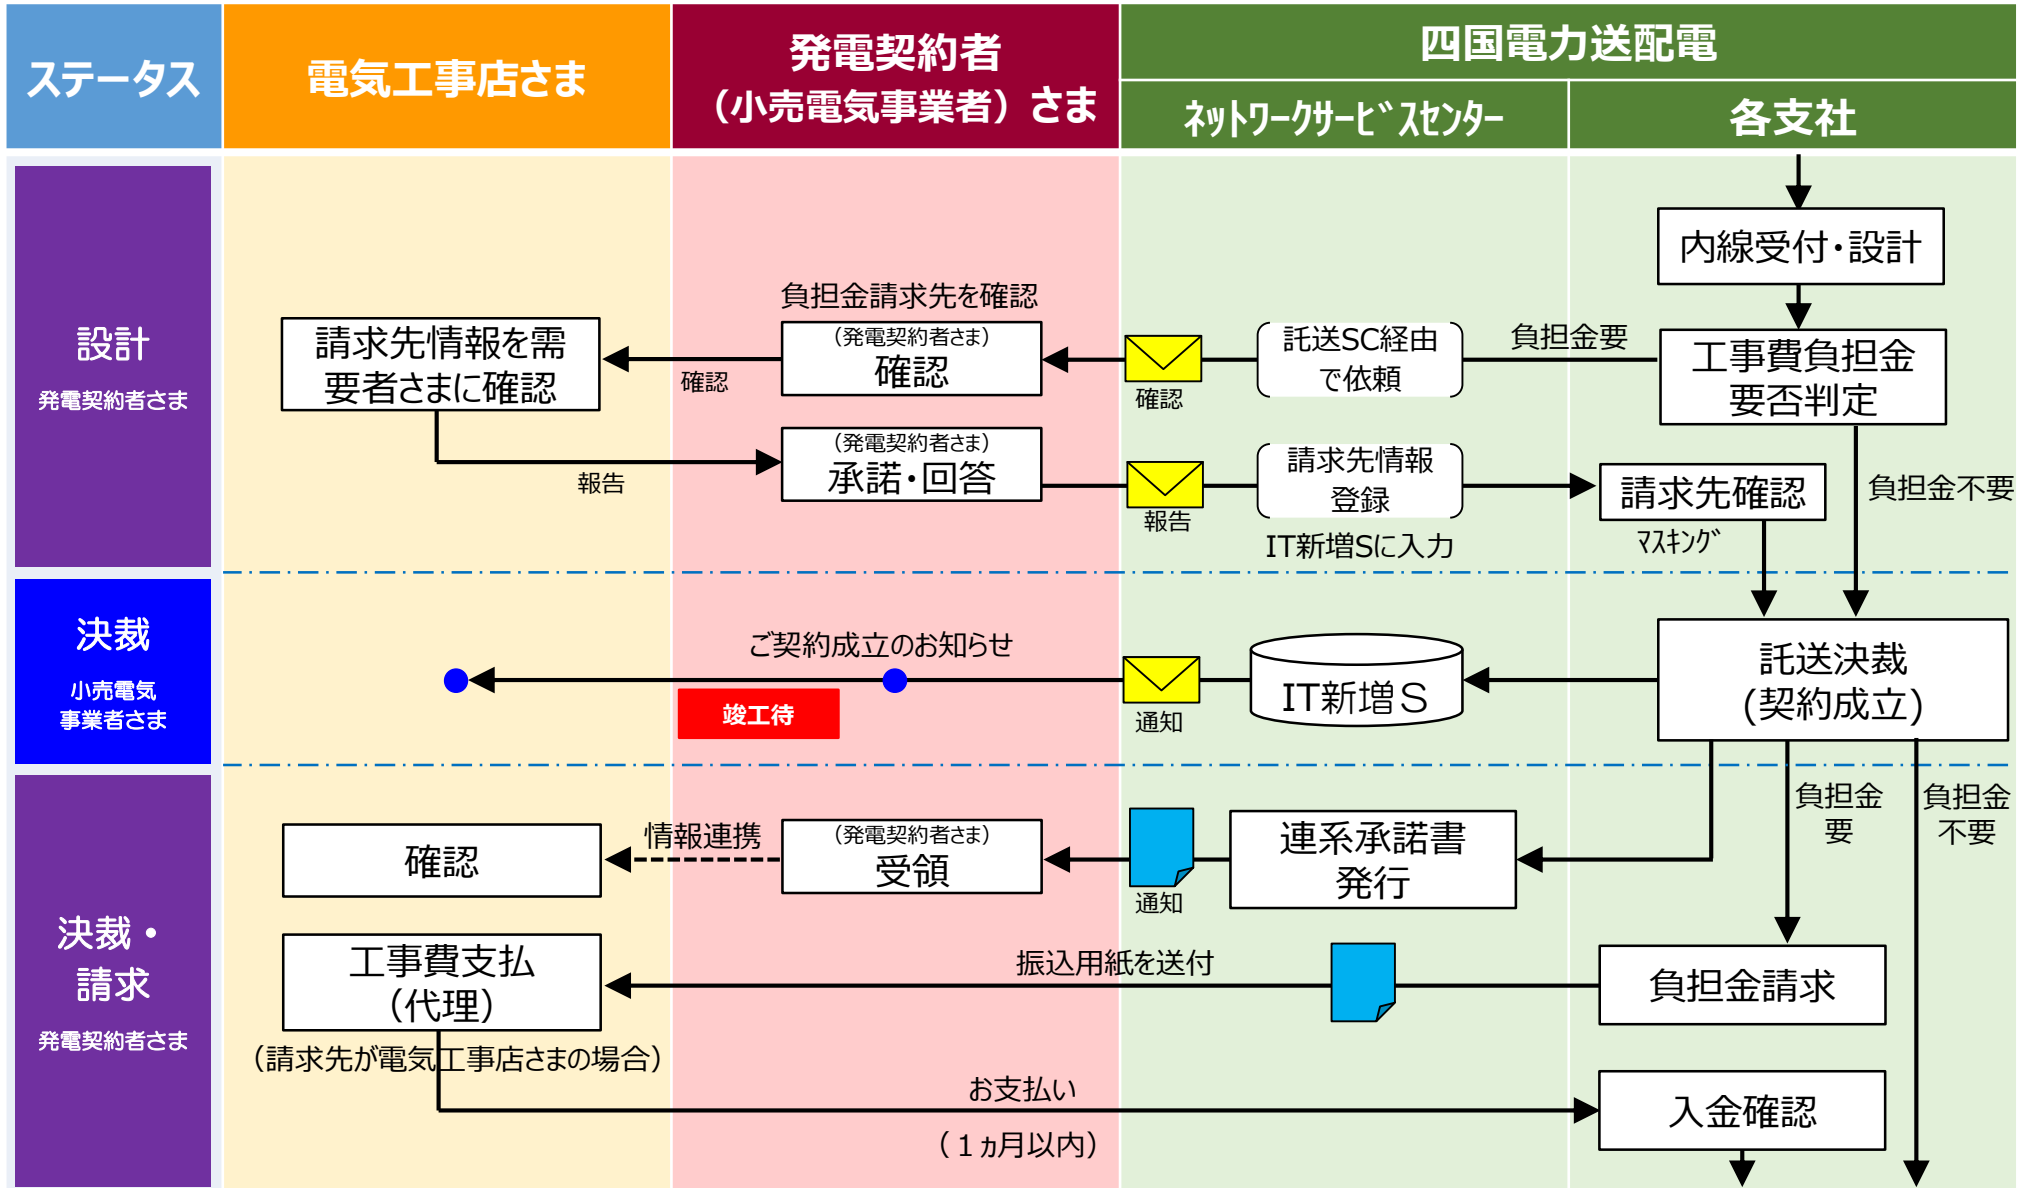 ステータス
電気工事店さま
発電契約者
（小売電気事業者）さま
四国電力送配電
ﾈｯﾄﾜｰｸｻｰﾋﾞｽｾﾝﾀｰ
各支社
設計
発電契約者さま
内線受付・設計
工事費負担金
要否判定
負担金要
負担金不要
託送SC経由
で依頼
確認
負担金請求先を確認
（発電契約者さま）
確認
確認
請求先情報を需
要者さまに確認
報告
（発電契約者さま）
承諾・回答
報告
請求先情報
登録
IT新増Sに入力
請求先確認
ﾏｽｷﾝｸﾞ
決裁
小売電気
事業者さま
ご契約成立のお知らせ
竣工待
通知
IT新増Ｓ
託送決裁
(契約成立)
決裁・
請求
発電契約者さま
負担金
要
負担金
不要
連系承諾書
発行
通知
（発電契約者さま）
受領
情報連携
確認
負担金請求
振込用紙を送付
工事費支払
（代理）
（請求先が電気工事店さまの場合）
お支払い
（１ヵ月以内）
入金確認